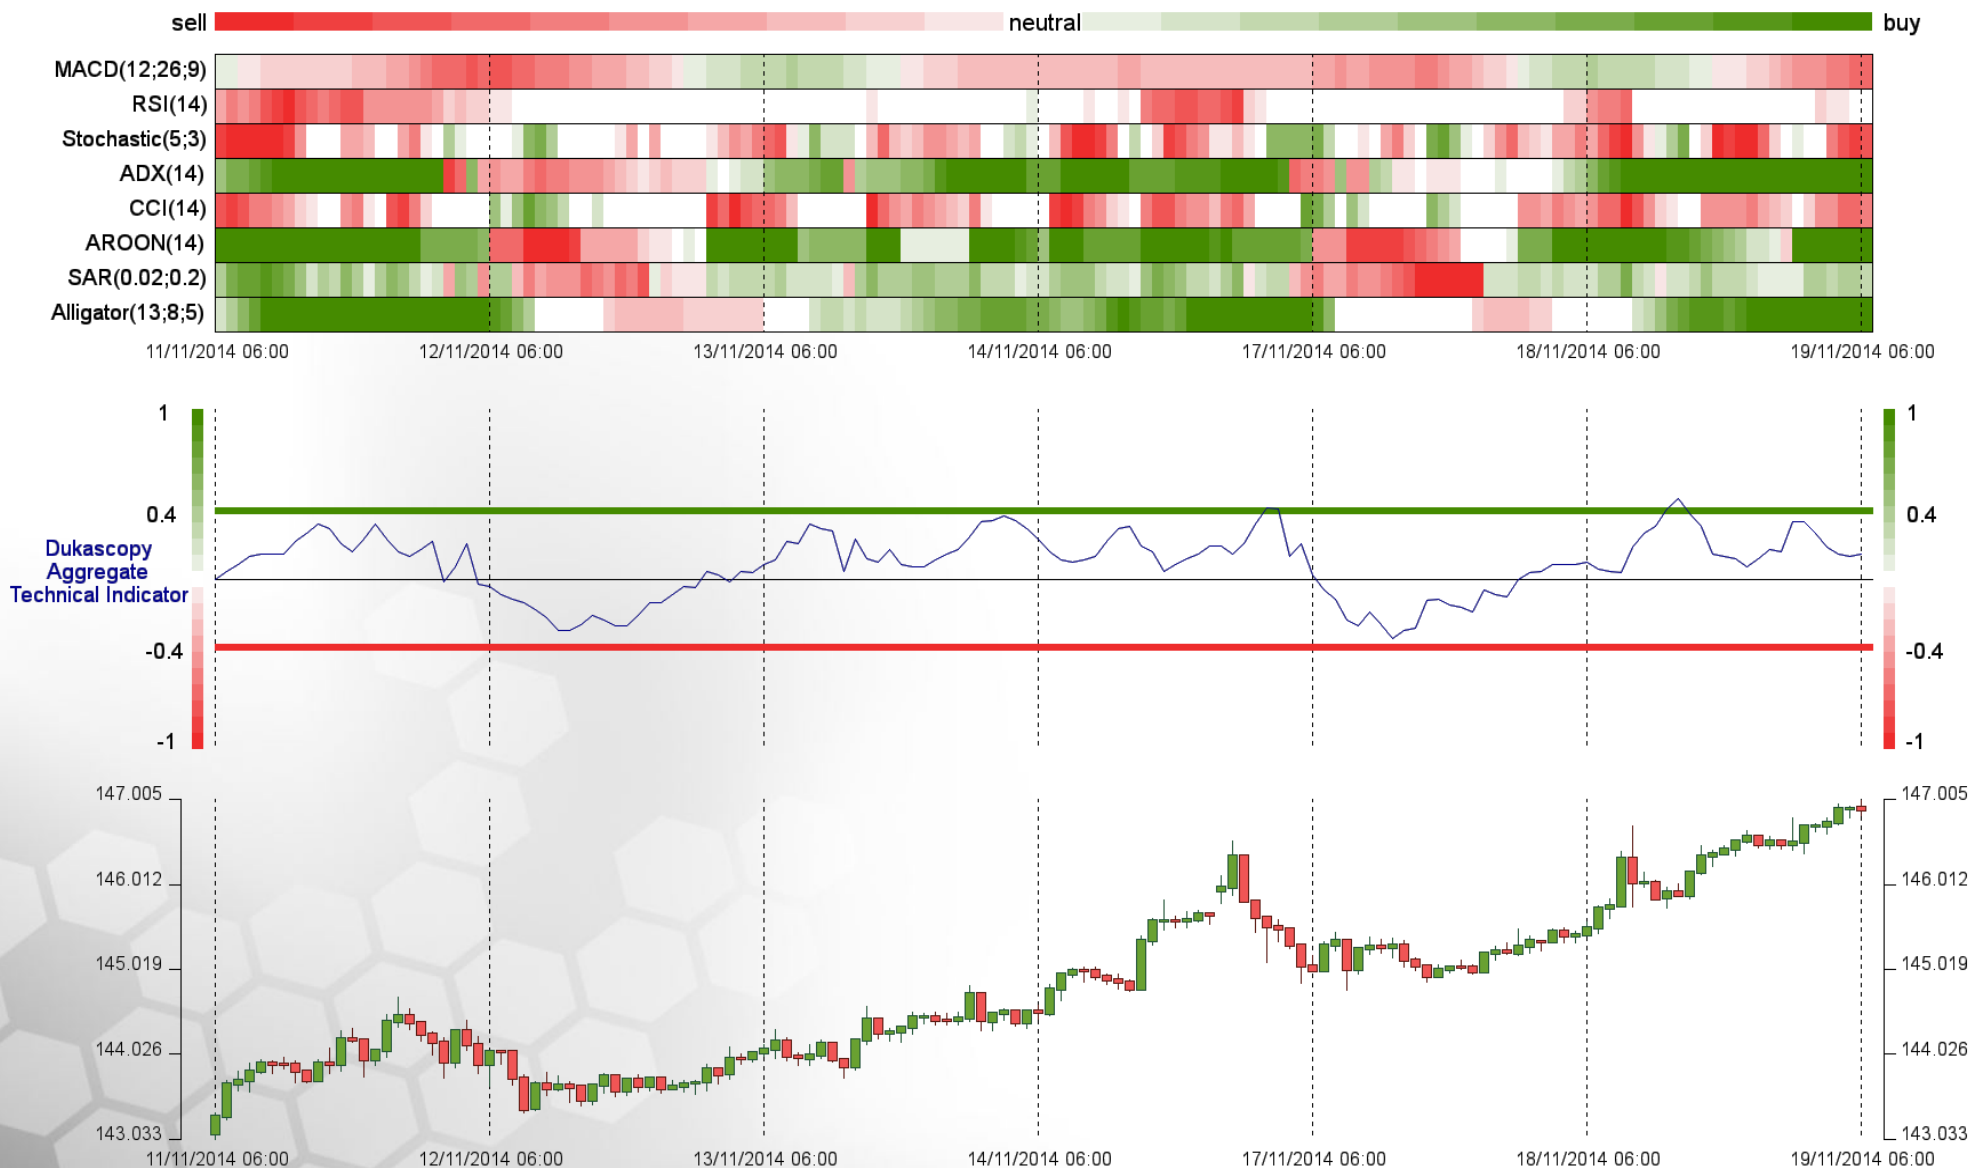 sell neutral buy
MACD(12;26;9)
RSI(14)
Stochastic(5;3)
ADX(14)
CCI(14)
AROON(14)
SAR(0.02;0.2)
Alligator(13;8;5)
11/11/2014 06:00 12/11/2014 06:00 13/11/2014 06:00 14/11/2014 06:00 17/11/2014 06:00 18/11/2014 06:00 19/11/2014 06:00
1 1
0.4 0.4
Dukascopy
Aggregate
Technical Indicator
-0.4 -0.4
-1 -1
147.005 147.005
146.012 146.012
145.019 145.019
144.026 144.026
143.033 143.033
11/11/2014 06:00 12/11/2014 06:00 13/11/2014 06:00 14/11/2014 06:00 17/11/2014 06:00 18/11/2014 06:00 19/11/2014 06:00